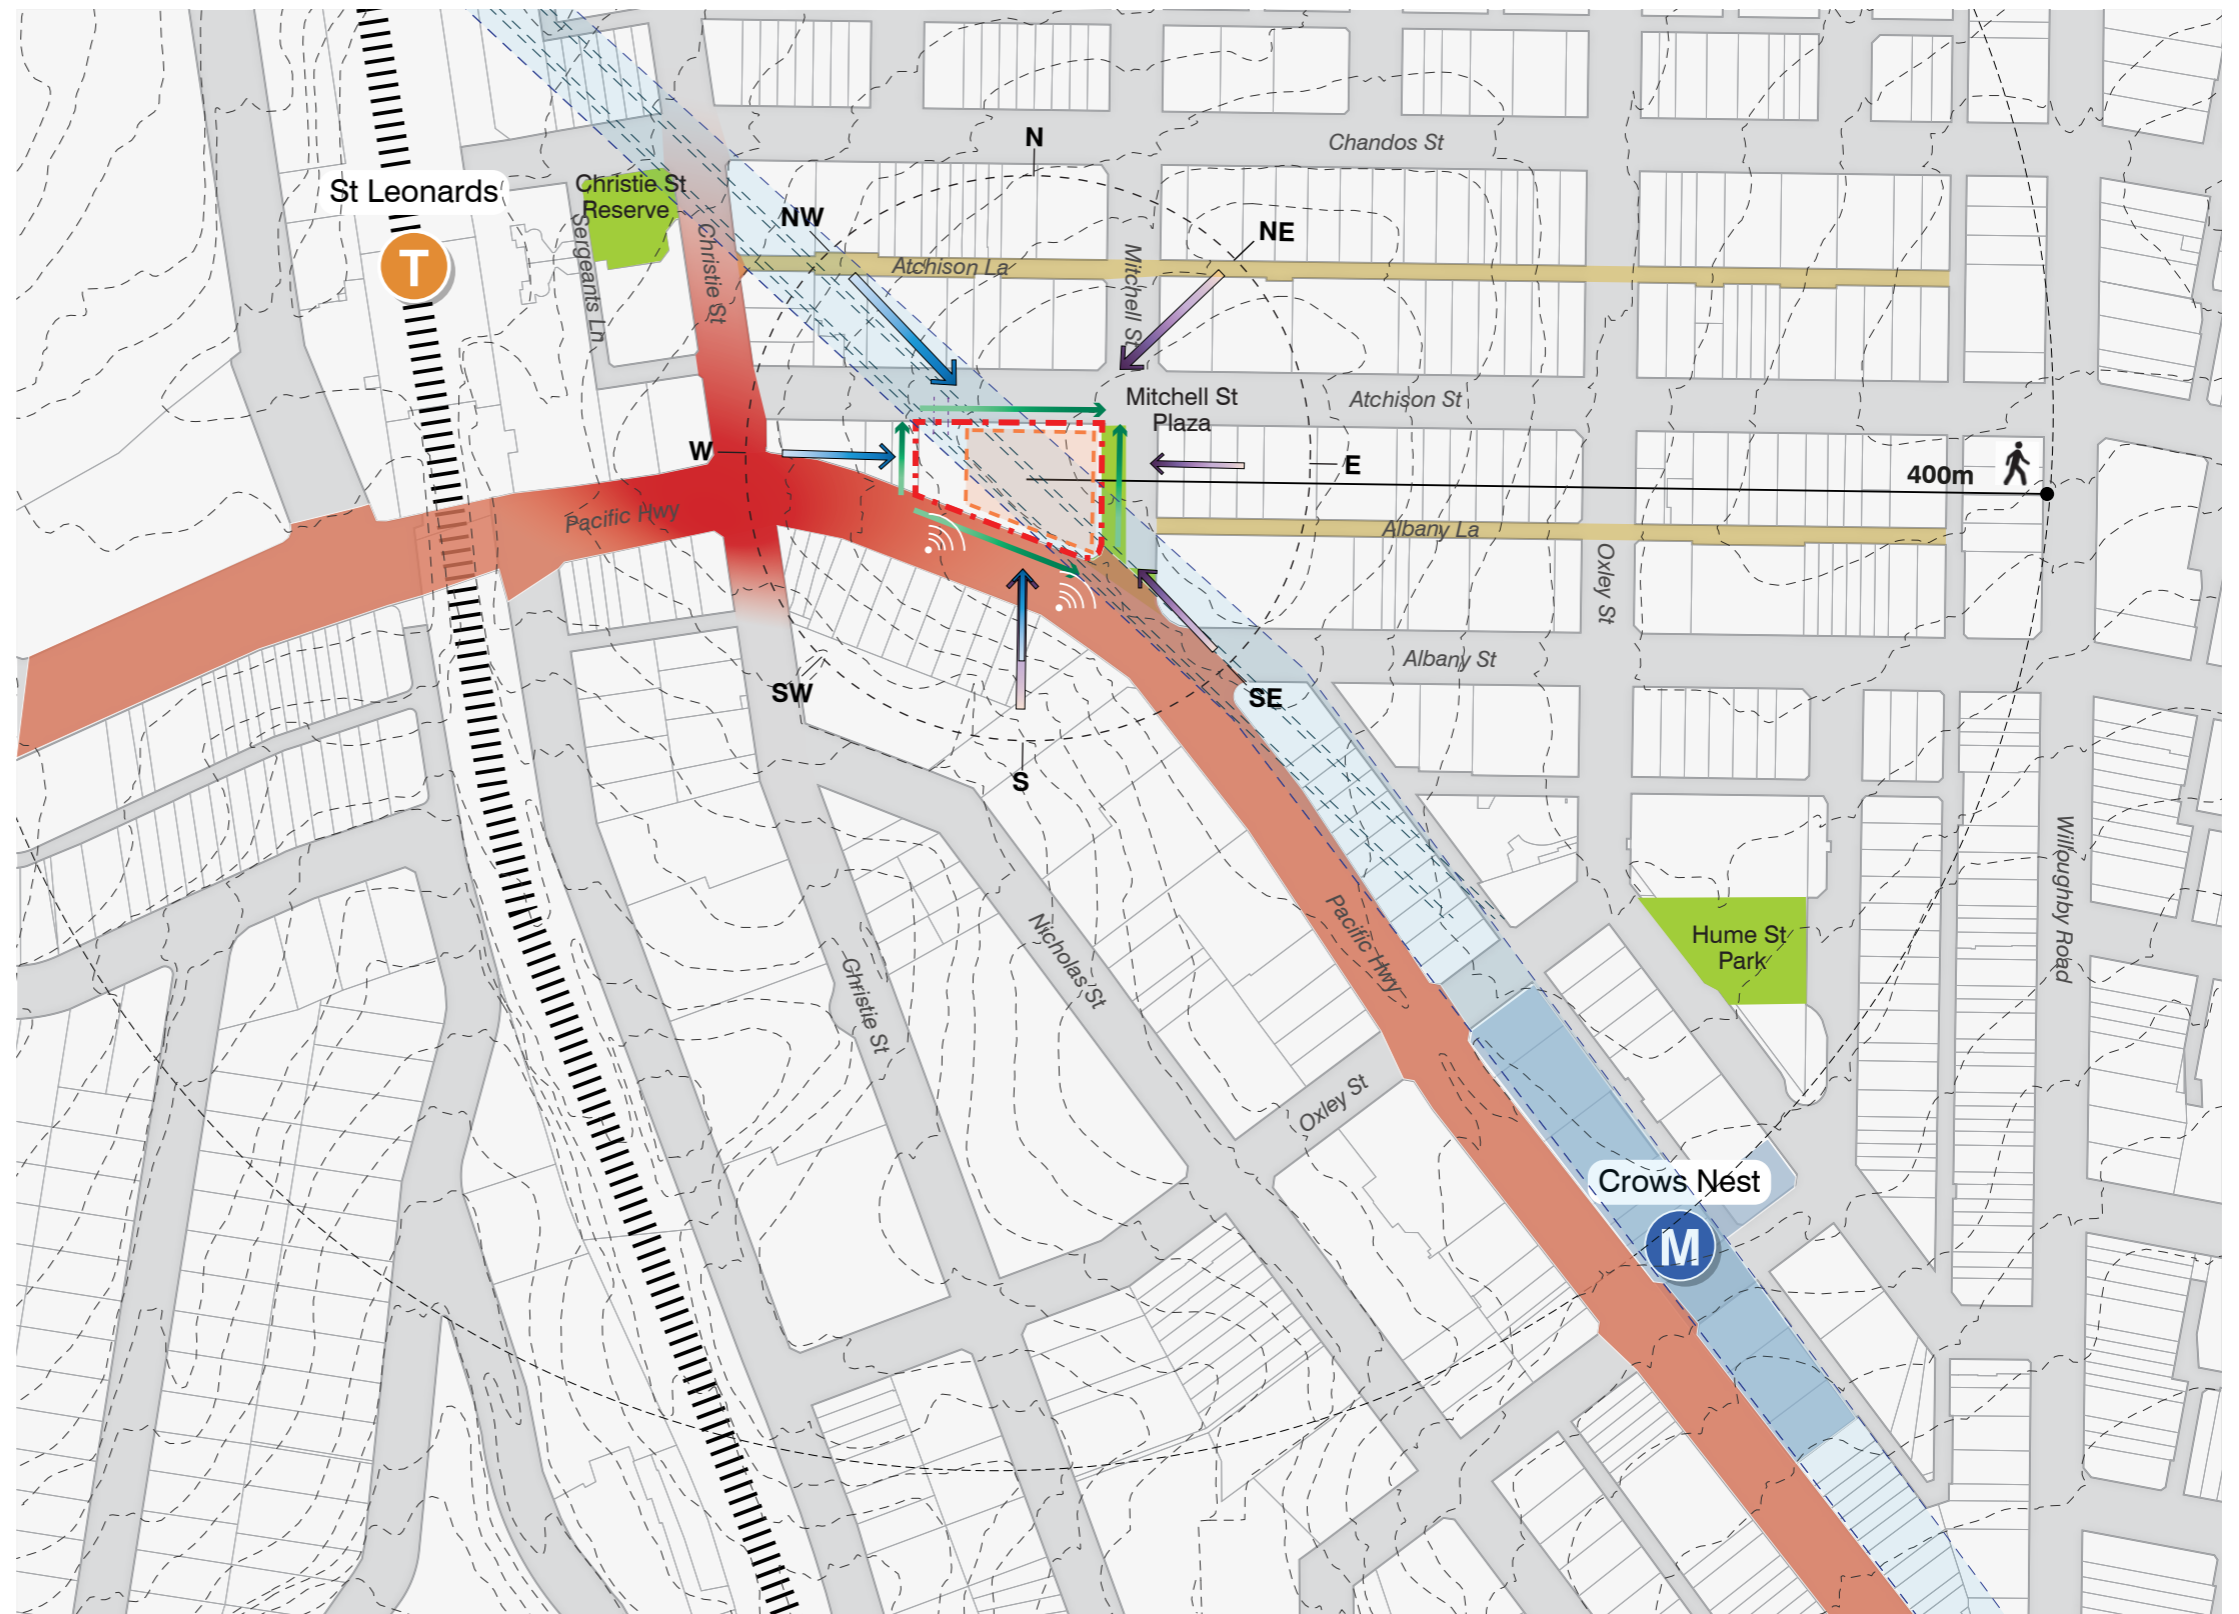 N
Chandos St
St Leonards
Christie St
Reserve
NW
NE
T
Sergeants Ln
Christie St
Atchison La
Mitchell St
Mitchell St
Plaza
Atchison St
W
E
400m
Pacific Hwy
Albany La
Oxley St
Albany St
SW
SE
S
Willoughby Road
Pacific Hwy
Hume St
Park
Nicholas St
Christie St
Oxley St
Crows Nest
M